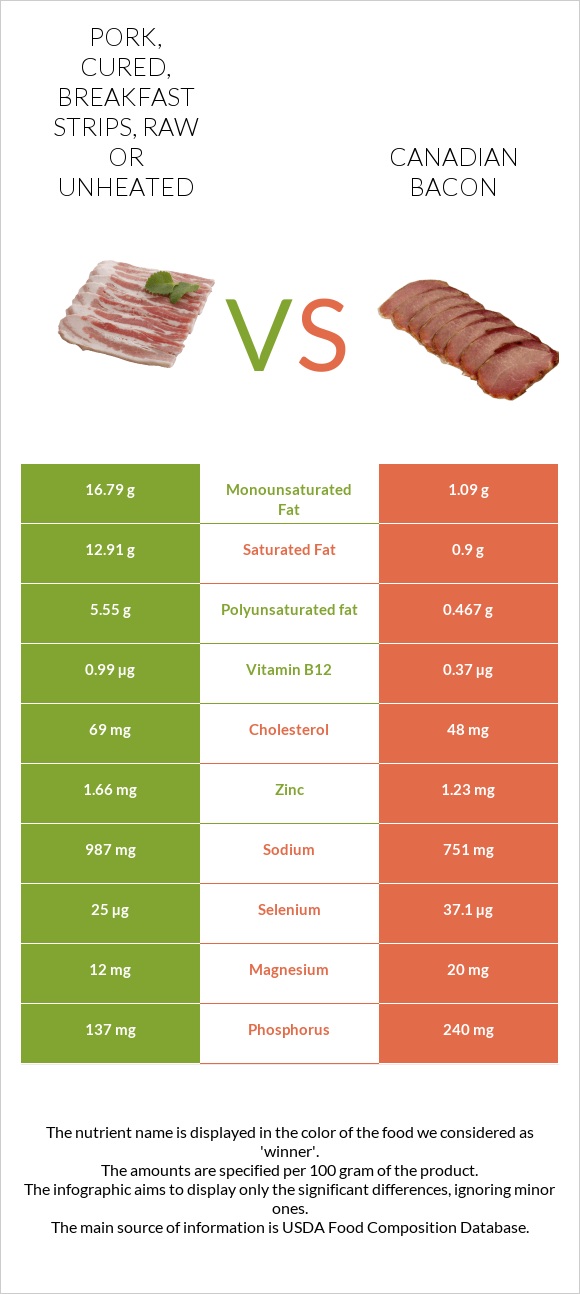 PORK,
CURED,
BREAKFAST
STRIPS, RAW
OR
UNHEATED
CANADIAN
BACON
VS
16.79 g Monounsaturated Fat 1.09 g
12.91 g Saturated Fat 0.9 g
5.55 g Polyunsaturated fat 0.467 g
0.99 µg Vitamin B12 0.37 µg
69 mg Cholesterol 48 mg
1.66 mg Zinc 1.23 mg
987 mg Sodium 751 mg
25 µg Selenium 37.1 µg
12 mg Magnesium 20 mg
137 mg Phosphorus 240 mg
The nutrient name is displayed in the color of the food we considered as
'winner'.
The amounts are specified per 100 gram of the product.
The infographic aims to display only the significant differences, ignoring minor
ones.
The main source of information is USDA Food Composition Database.